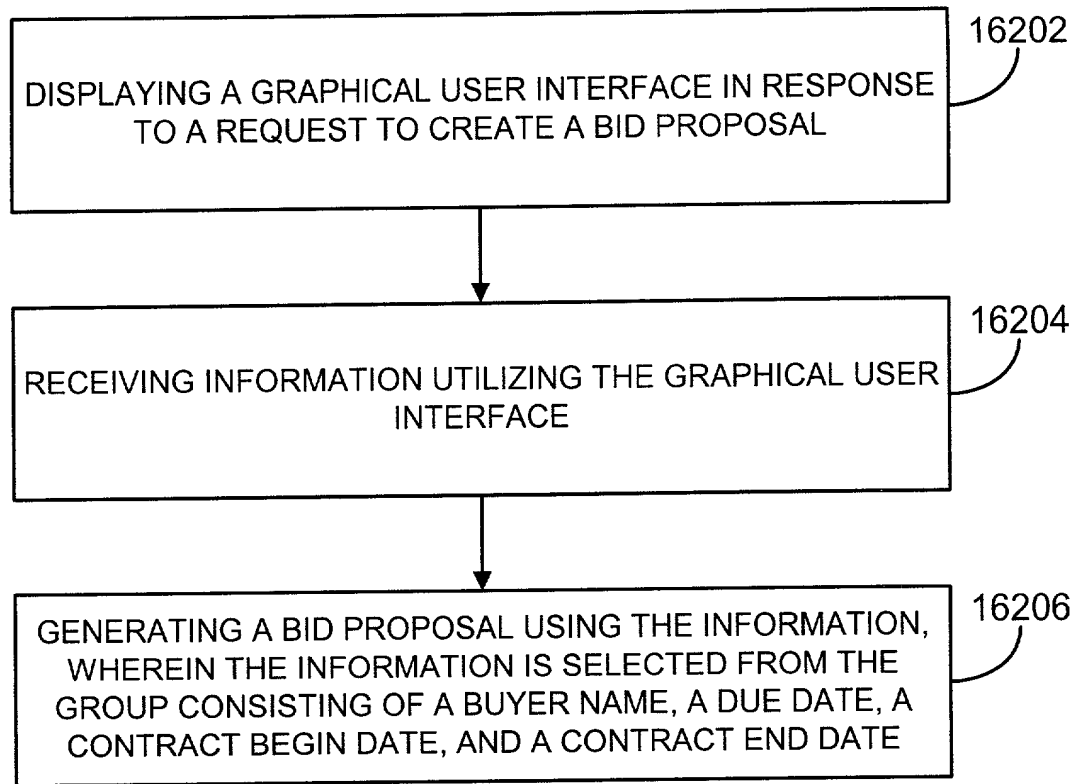 16202
DISPLAYING A GRAPHICAL USER INTERFACE IN RESPONSE
TO A REQUEST TO CREATE A BID PROPOSAL
16204
RECEIVING INFORMATION UTILIZING THE GRAPHICAL USER
INTERFACE
16206
GENERATING A BID PROPOSAL USING THE INFORMATION,
WHEREIN THE INFORMATION IS SELECTED FROM THE
GROUP CONSISTING OF A BUYER NAME, A DUE DATE, A
CONTRACT BEGIN DATE, AND A CONTRACT END DATE